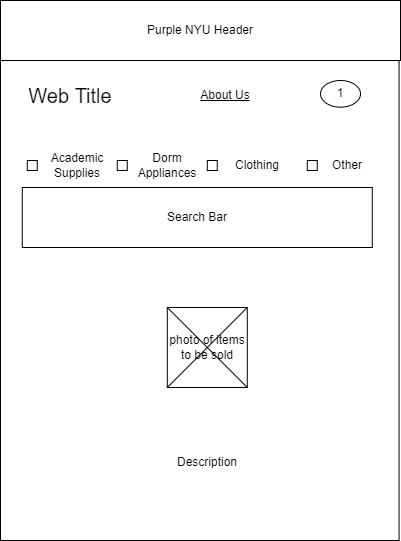 Purple NYU Header
Web Title
About Us
1
Academic
Supplies
Dorm
Appliances
Clothing
Other
Search Bar
photo of items
to be sold
Description